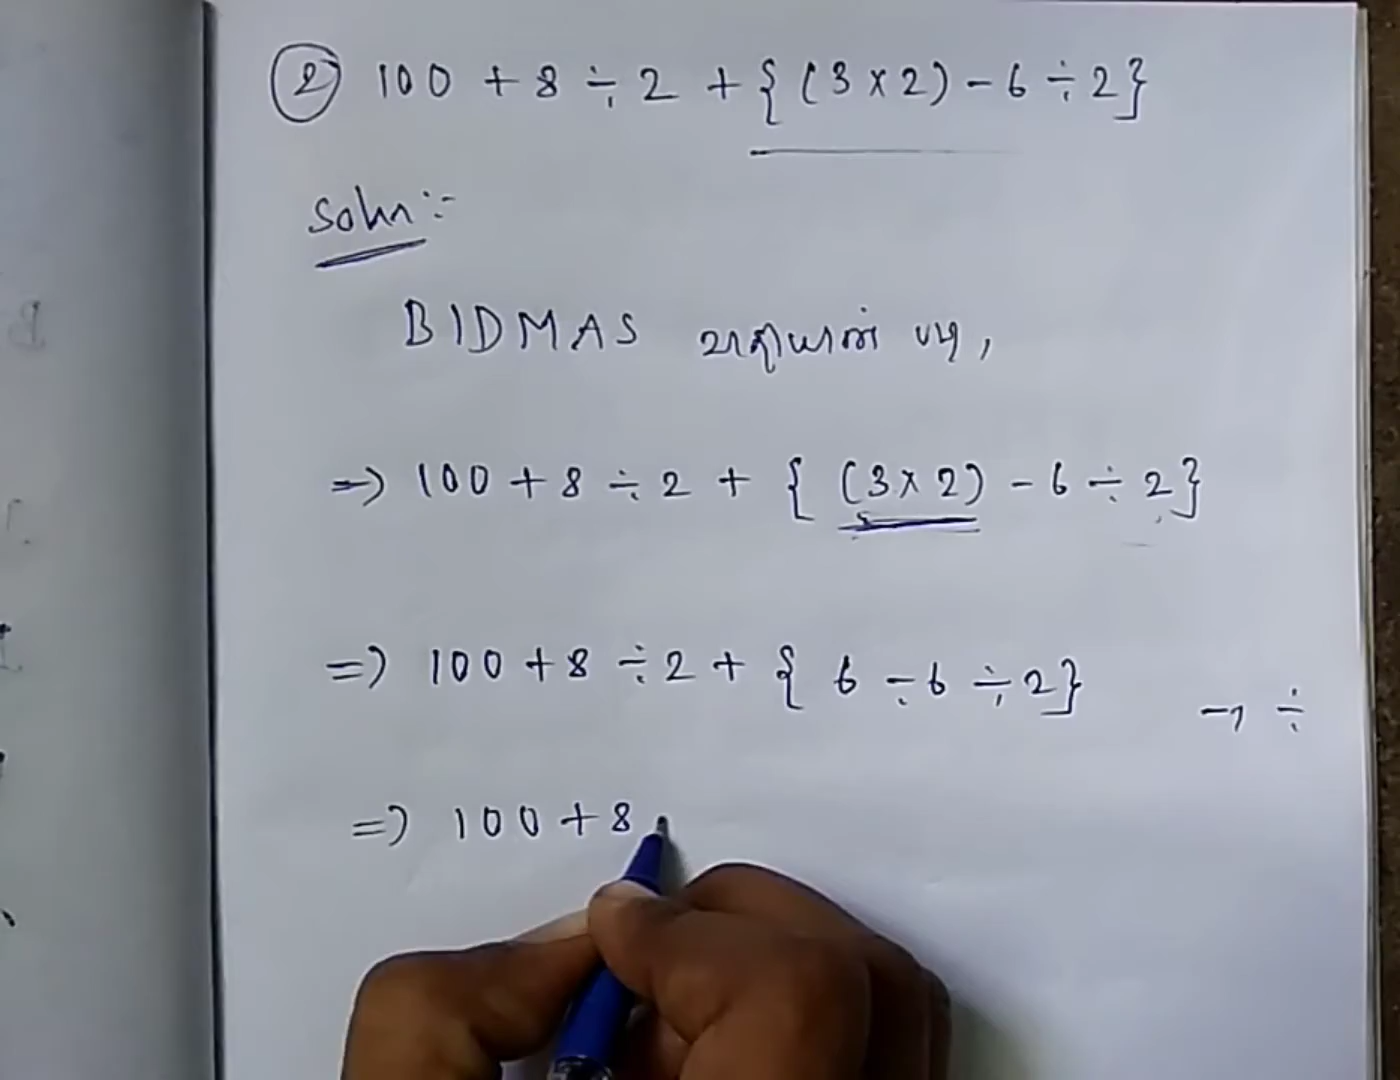 ② 100 + 8 ÷ 2 + { (3 × 2) - 6 ÷ 2}
Soln :-
BIDMAS படி ,
=> 100 + 8 ÷ 2 + { (3 × 2) - 6 ÷ 2}
=> 100 + 8 ÷ 2 + { 6 - 6 ÷ 2}
- , ÷
=> 100 + 8